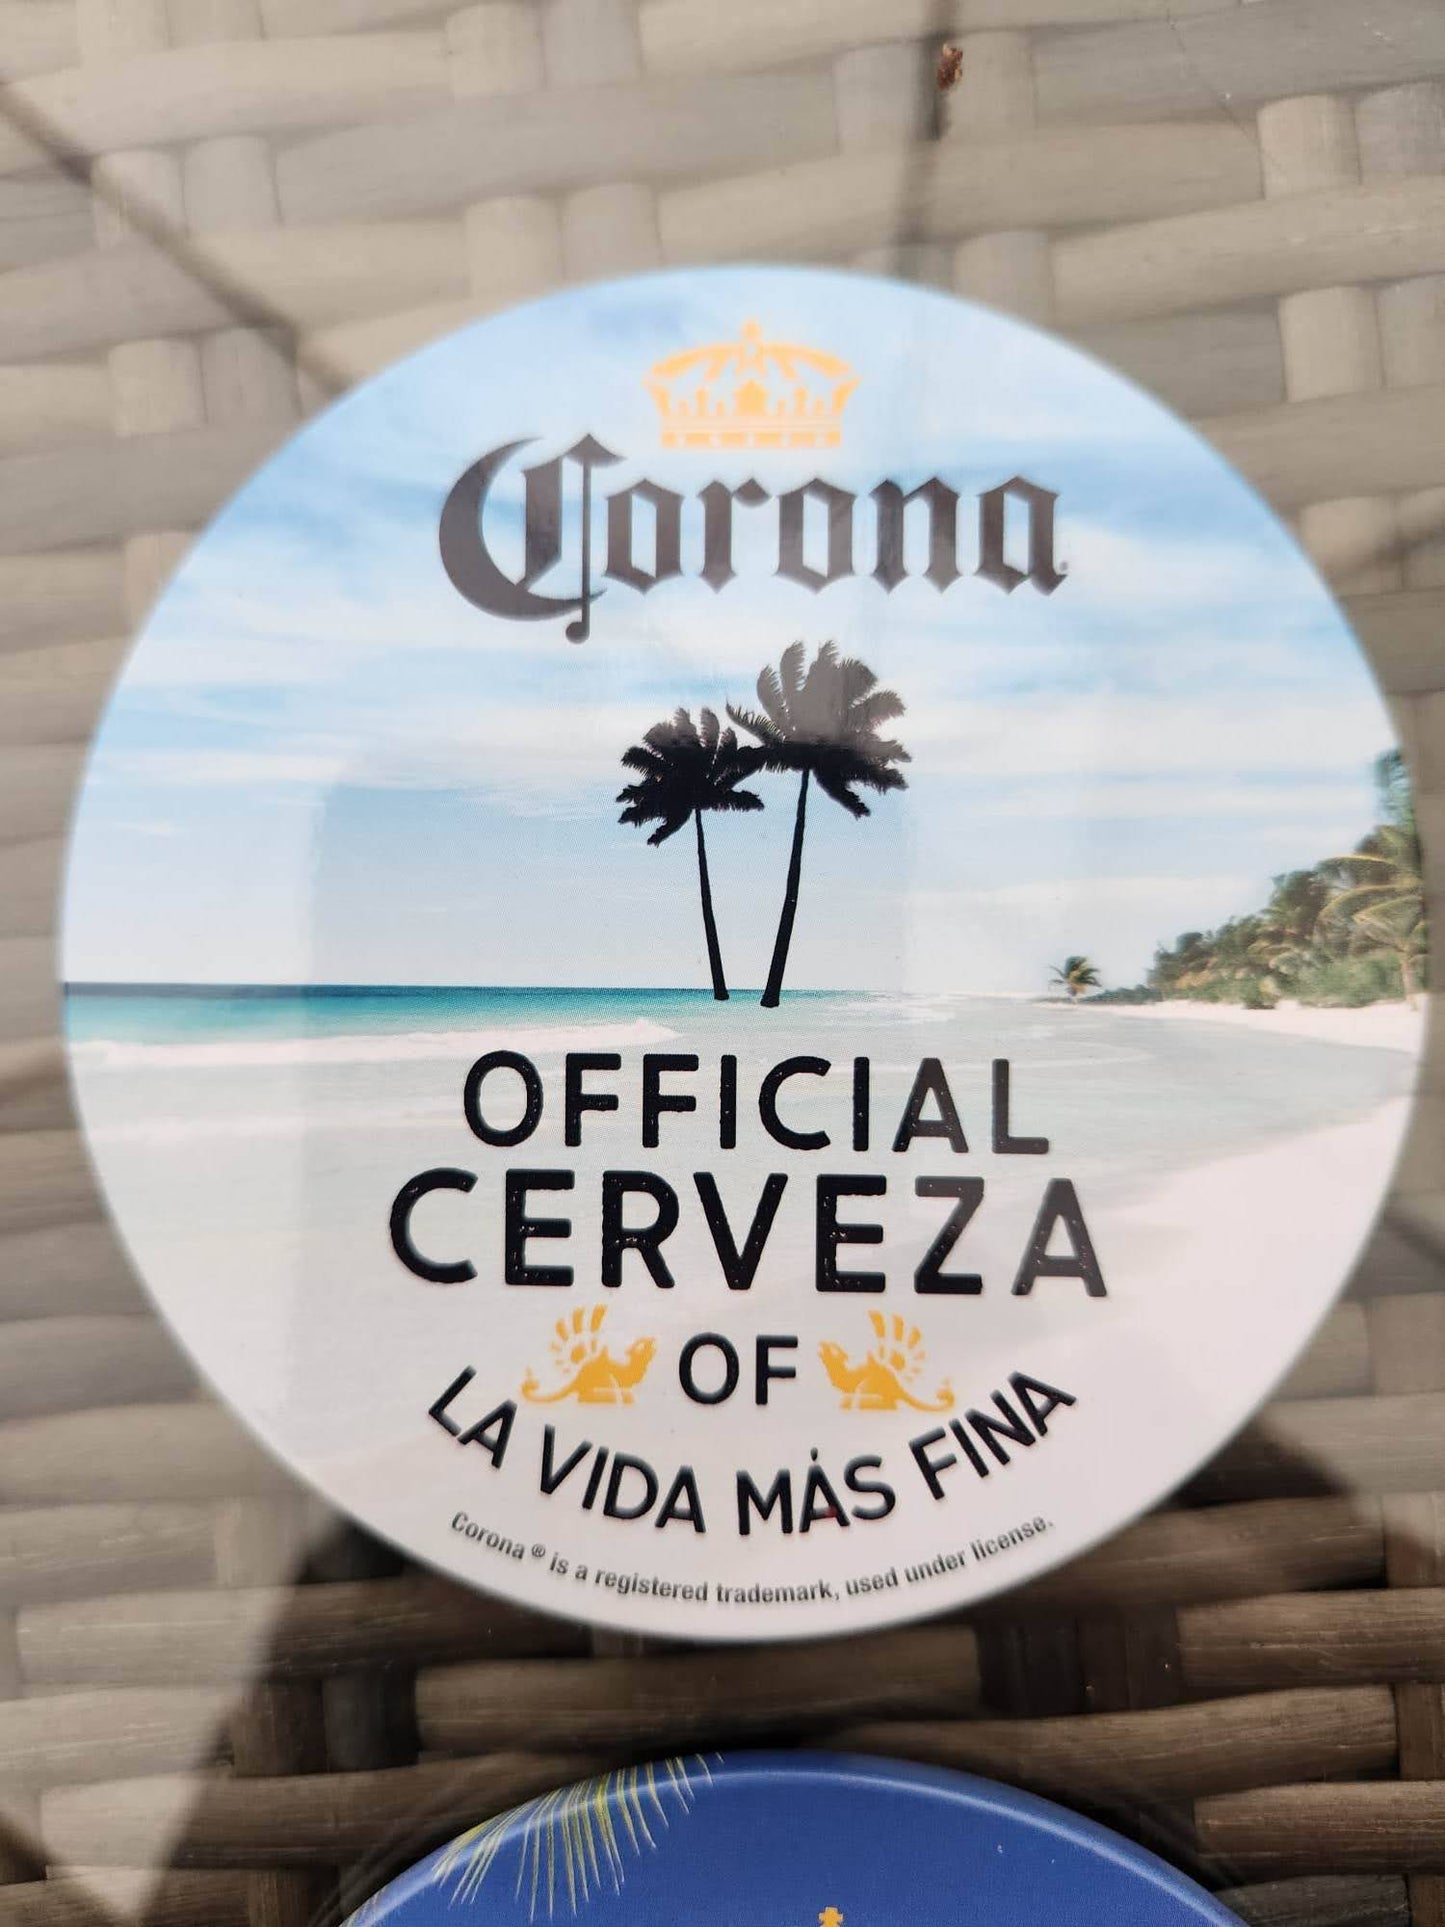 Corona
OFFICIAL
CERVEZA
OF
LA VIDA MÁS FINA
Corona ® is a registered trademark, used under license.